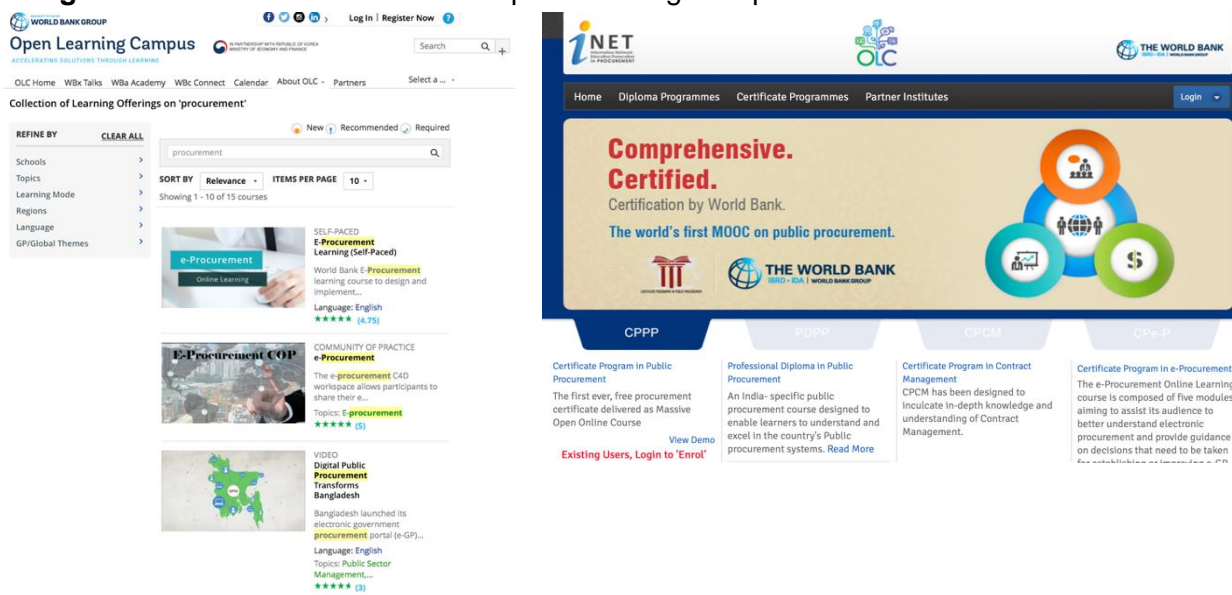 WORLD BANK GROUP
Log In | Register Now
Open Learning Campus
IN PARTNERSHIP WITH REPUBLIC OF KOREA
MINISTRY OF ECONOMY AND FINANCE
ACCELERATING SOLUTIONS THROUGH LEARNING
Search
OLC Home WBx Talks WBa Academy WBc Connect Calendar About OLC Partners Select a ...
Collection of Learning Offerings on 'procurement'
REFINE BY CLEAR ALL
Schools
Topics
Learning Mode
Regions
Language
GP/Global Themes
New Recommended Required
procurement
SORT BY Relevance ITEMS PER PAGE 10
Showing 1 - 10 of 15 courses
e-Procurement
Online Learning
SELF-PACED
E-Procurement
Learning (Self-Paced)
World Bank E-Procurement
learning course to design and
implement...
Language: English
(4.75)
E-Procurement COP
COMMUNITY OF PRACTICE
e-Procurement
The e-procurement C4D
workspace allows participants to
share their e...
Topics: E-procurement
(5)
VIDEO
Digital Public
Procurement
Transforms
Bangladesh
Bangladesh launched its
electronic government
procurement portal (e-GP)...
Language: English
Topics: Public Sector
Management,...
(3)
iNET
in PROCUREMENT
OLC
THE WORLD BANK
IBRD • IDA | WORLD BANK GROUP
Home Diploma Programmes Certificate Programmes Partner Institutes Login
Comprehensive.
Certified.
Certification by World Bank.
The world's first MOOC on public procurement.
THE WORLD BANK
IBRD • IDA | WORLD BANK GROUP
CPPP PDPP CPCM CPe-P
Certificate Program in Public
Procurement
The first ever, free procurement
certificate delivered as Massive
Open Online Course
View Demo
Existing Users, Login to 'Enrol'
Professional Diploma in Public
Procurement
An India- specific public
procurement course designed to
enable learners to understand and
excel in the country's Public
procurement systems. Read More
Certificate Program in Contract
Management
CPCM has been designed to
inculcate in-depth knowledge and
understanding of Contract
Management.
Certificate Program in e-Procurement
The e-Procurement Online Learning
course is composed of five modules
aiming to assist its audience to
better understand electronic
procurement and provide guidance
on decisions that need to be taken